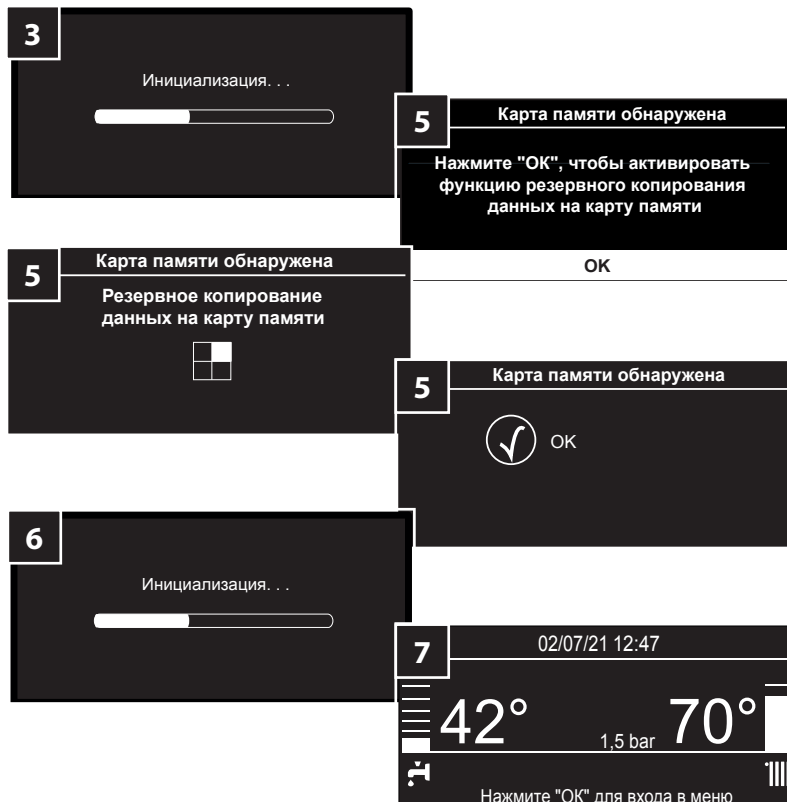 3
Инициализация. . .
5
Карта памяти обнаружена
Нажмите "ОК", чтобы активировать
функцию резервного копирования
данных на карту памяти
OK
5
Карта памяти обнаружена
Резервное копирование
данных на карту памяти
5
Карта памяти обнаружена
OK
6
Инициализация. . .
7
02/07/21 12:47
42°
1,5 bar
70°
Нажмите "ОК" для входа в меню